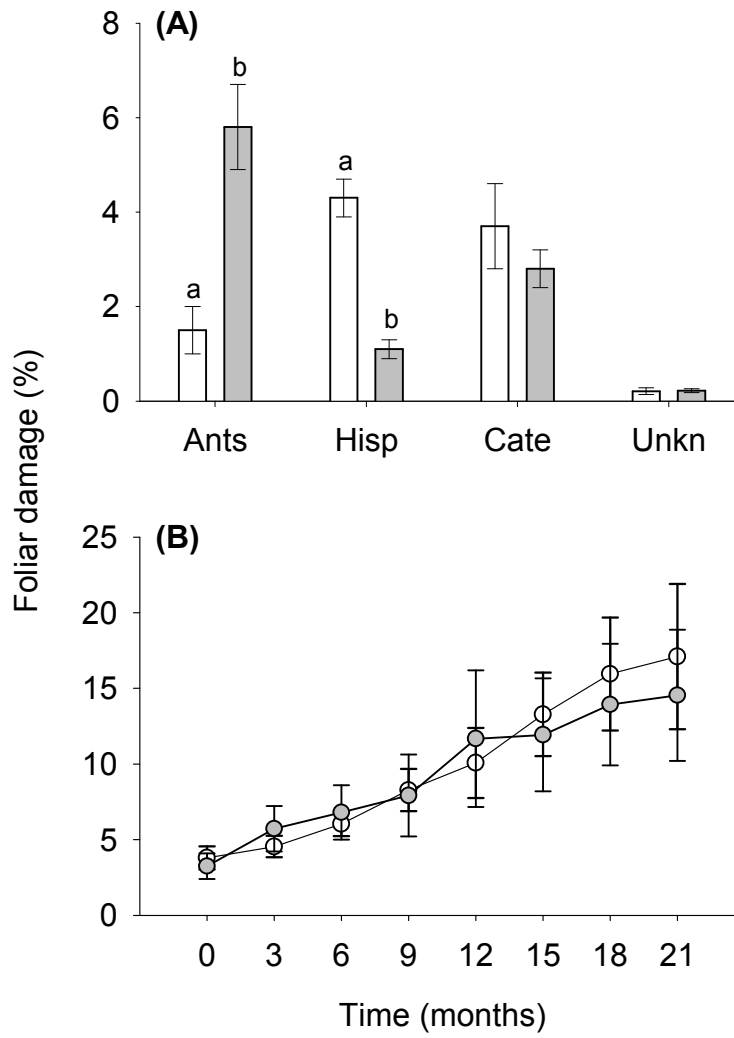 (A)
8
6
4
2
0
a
b
a
b
Ants Hisp Cate Unkn
Foliar damage (%)
(B)
25
20
15
10
5
0
0 3 6 9 12 15 18 21
Time (months)